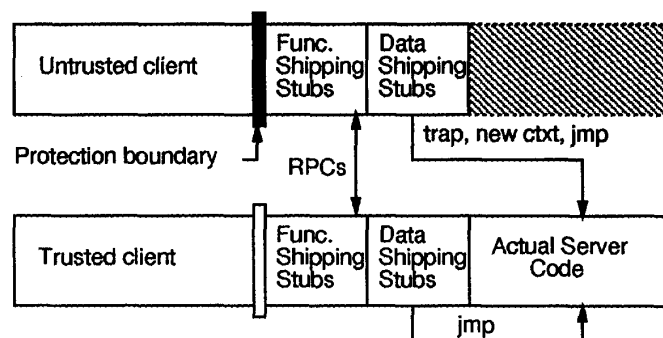 Untrusted client
Func.
Shipping
Stubs
Data
Shipping
Stubs
trap, new ctxt, jmp
Protection boundary
RPCs
Trusted client
Func.
Shipping
Stubs
Data
Shipping
Stubs
Actual Server
Code
jmp